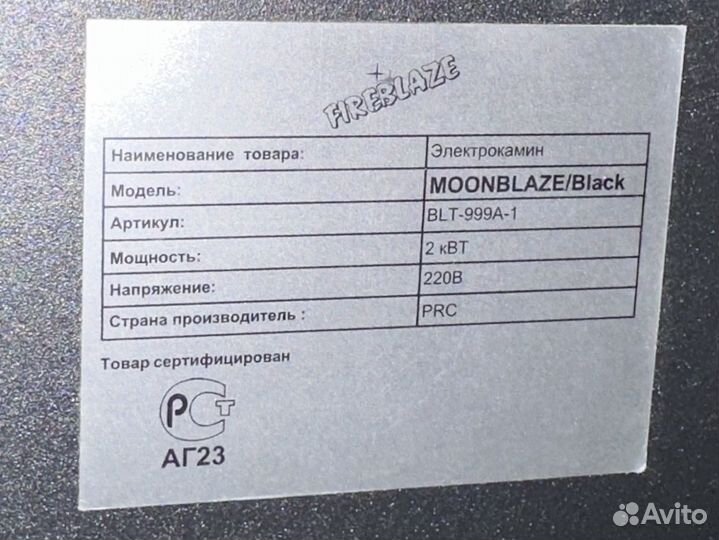 FIREBLAZE
Наименование товара: Электрокамин
Модель: MOONBLAZE/Black
Артикул: BLT-999A-1
Мощность: 2 кВТ
Напряжение: 220В
Страна производитель : PRC
Товар сертифицирован
РСТ
АГ23
Avito